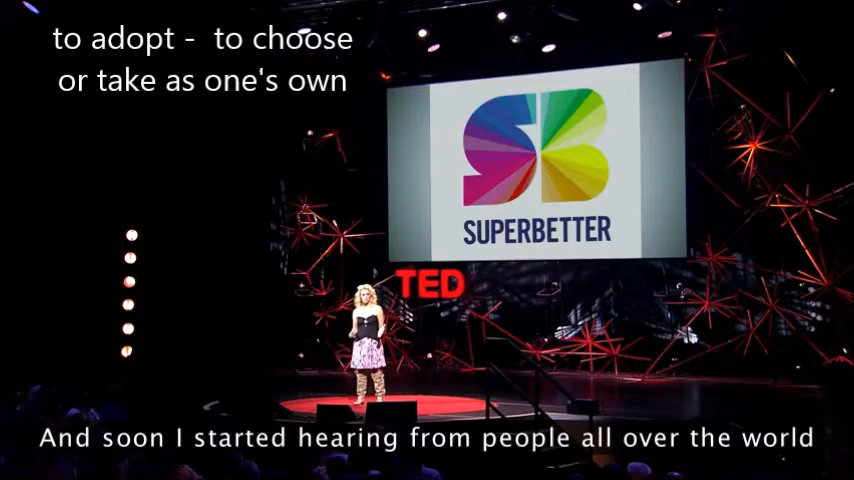 to adopt -  to choose
or take as one's own
SB
SUPERBETTER
TED
And soon I started hearing from people all over the world